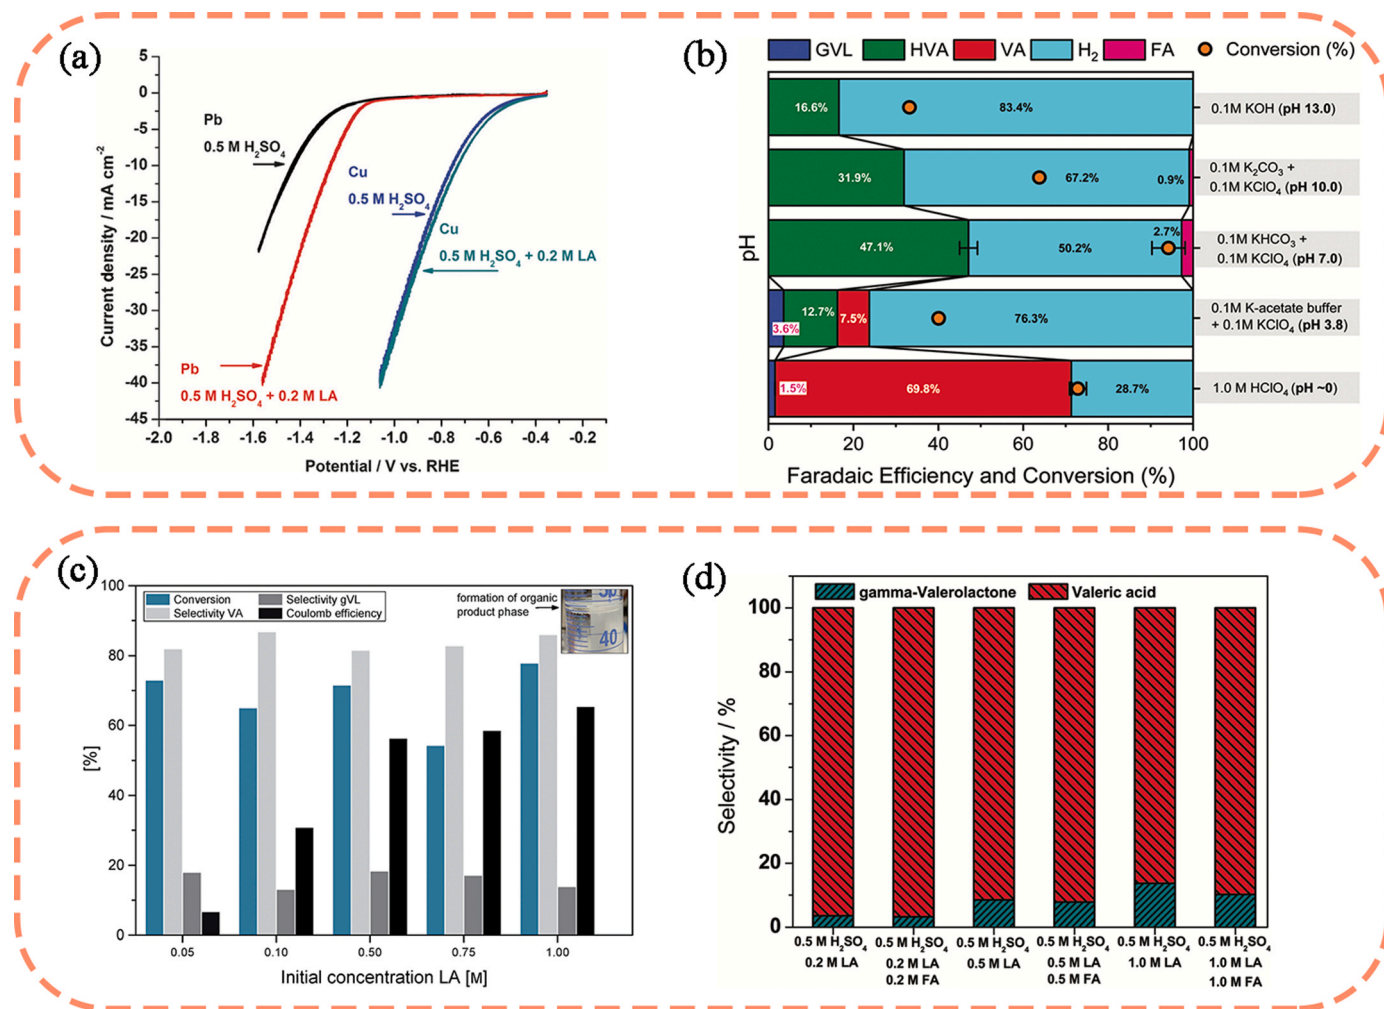 (a)
5
0
-5
-10
-15
-20
-25
-30
-35
-40
-45
Current density / mA cm⁻²
-2.0 -1.8 -1.6 -1.4 -1.2 -1.0 -0.8 -0.6 -0.4 -0.2
Potential / V vs. RHE
Pb
0.5 M H₂SO₄
Cu
0.5 M H₂SO₄
Cu
0.5 M H₂SO₄ + 0.2 M LA
Pb
0.5 M H₂SO₄ + 0.2 M LA
(b)
GVL HVA VA H₂ FA Conversion (%)
pH
16.6% 83.4%
0.1M KOH (pH 13.0)
31.9% 67.2% 0.9%
0.1M K₂CO₃ +
0.1M KClO₄ (pH 10.0)
47.1% 50.2% 2.7%
0.1M KHCO₃ +
0.1M KClO₄ (pH 7.0)
3.6% 12.7% 7.5% 76.3%
0.1M K-acetate buffer
+ 0.1M KClO₄ (pH 3.8)
1.5% 69.8% 28.7%
1.0 M HClO₄ (pH ~0)
0 20 40 60 80 100
Faradaic Efficiency and Conversion (%)
(c)
Conversion Selectivity gVL
Selectivity VA Coulomb efficiency
formation of organic
product phase
40
100
80
60
40
20
0
[%]
0.05 0.10 0.50 0.75 1.00
Initial concentration LA [M]
(d)
gamma-Valerolactone Valeric acid
100
80
60
40
20
0
Selectivity / %
0.5 M H₂SO₄
0.2 M LA
0.5 M H₂SO₄
0.2 M LA
0.2 M FA
0.5 M H₂SO₄
0.5 M LA
0.5 M H₂SO₄
0.5 M LA
0.5 M FA
0.5 M H₂SO₄
1.0 M LA
0.5 M H₂SO₄
1.0 M LA
1.0 M FA